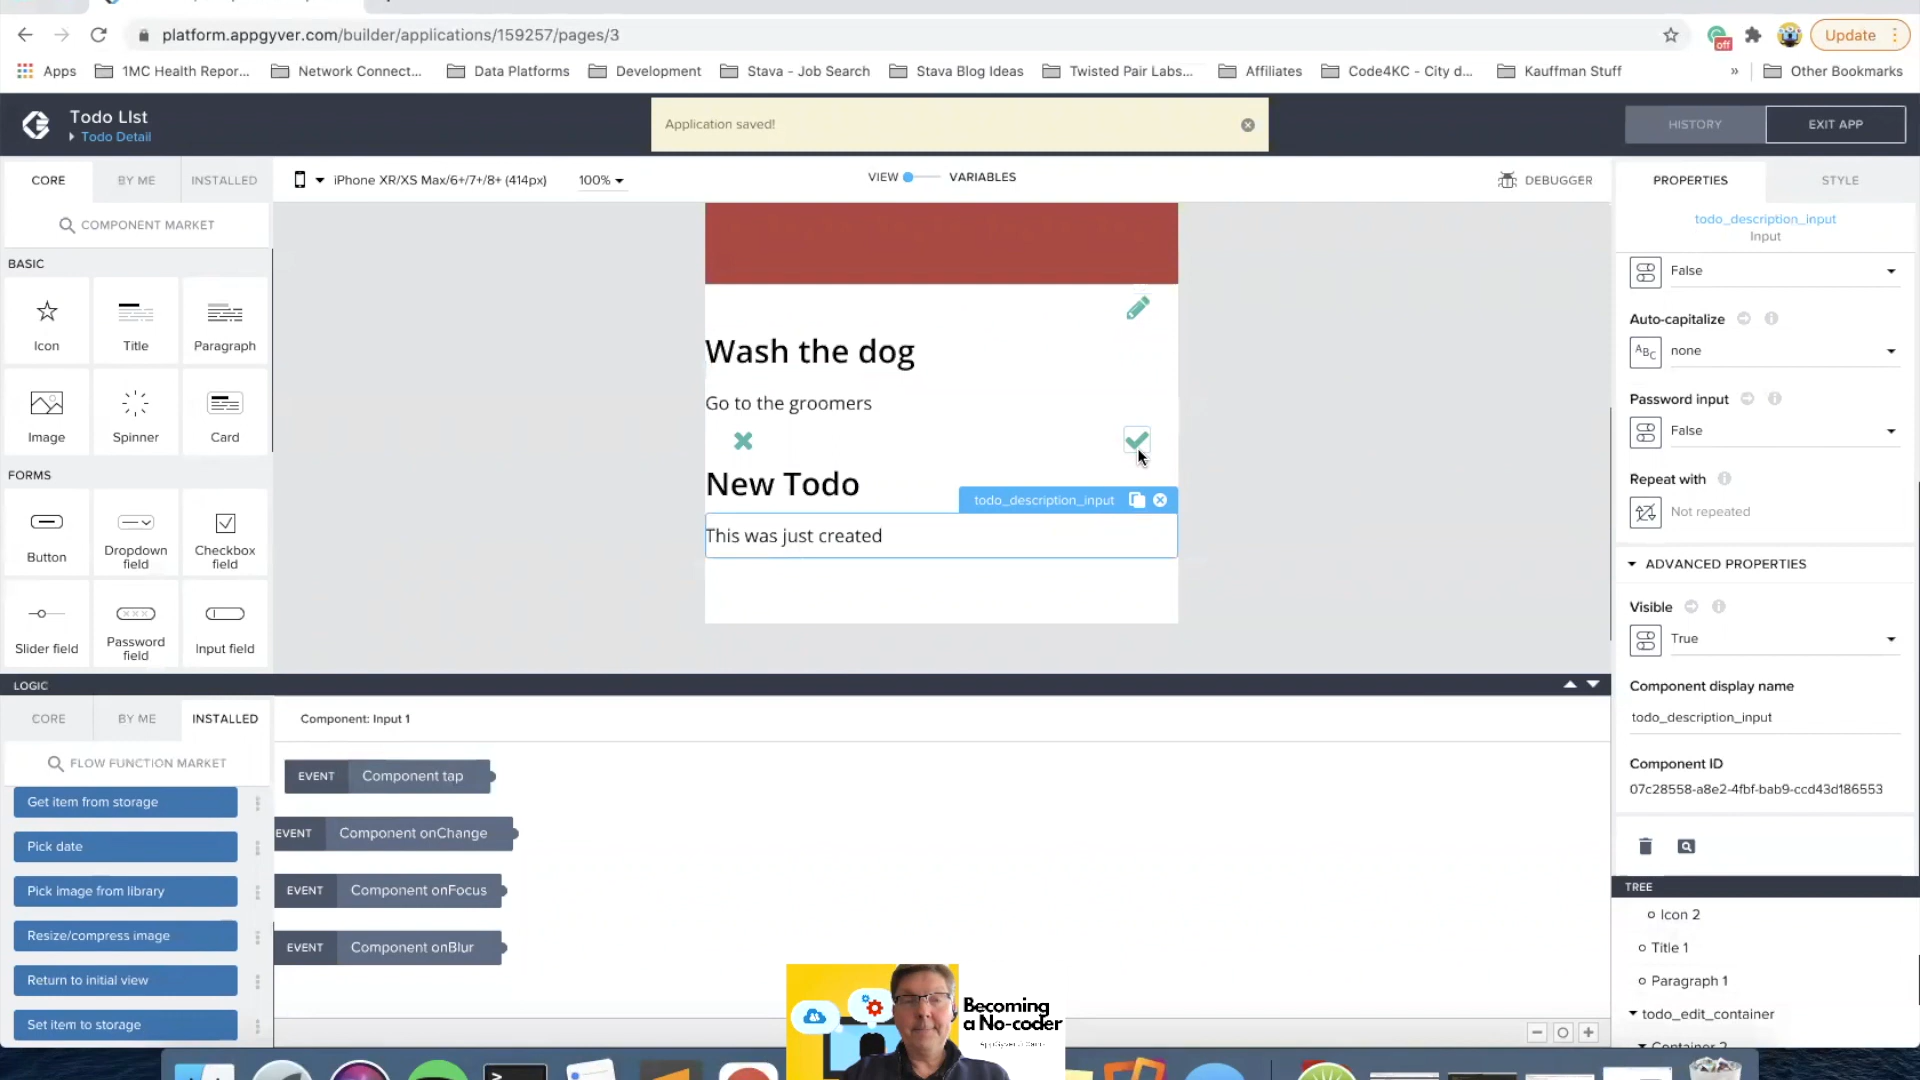 platform.appgyver.com/builder/applications/159257/pages/3
off
Update
Apps
1MC Health Repor...
Network Connect...
Data Platforms
Development
Stava - Job Search
Stava Blog Ideas
Twisted Pair Labs...
Affiliates
Code4KC - City d...
Kauffman Stuff
»
Other Bookmarks
Todo LIst
Todo Detail
Application saved!
HISTORY
EXIT APP
CORE
BY ME
INSTALLED
iPhone XR/XS Max/6+/7+/8+ (414px)
100%
VIEW
VARIABLES
DEBUGGER
PROPERTIES
STYLE
COMPONENT MARKET
BASIC
Icon
Title
Paragraph
Image
Spinner
Card
FORMS
Button
Dropdown field
Checkbox field
Slider field
Password field
Input field
Wash the dog
Go to the groomers
New Todo
todo_description_input
This was just created
todo_description_input
Input
False
Auto-capitalize
ABC
none
Password input
False
Repeat with
Not repeated
ADVANCED PROPERTIES
Visible
True
Component display name
todo_description_input
Component ID
07c28558-a8e2-4fbf-bab9-ccd43d186553
LOGIC
CORE
BY ME
INSTALLED
Component: Input 1
FLOW FUNCTION MARKET
Get item from storage
Pick date
Pick image from library
Resize/compress image
Return to initial view
Set item to storage
EVENT Component tap
EVENT Component onChange
EVENT Component onFocus
EVENT Component onBlur
TREE
Icon 2
Title 1
Paragraph 1
todo_edit_container
Container 2
Becoming
a No-coder